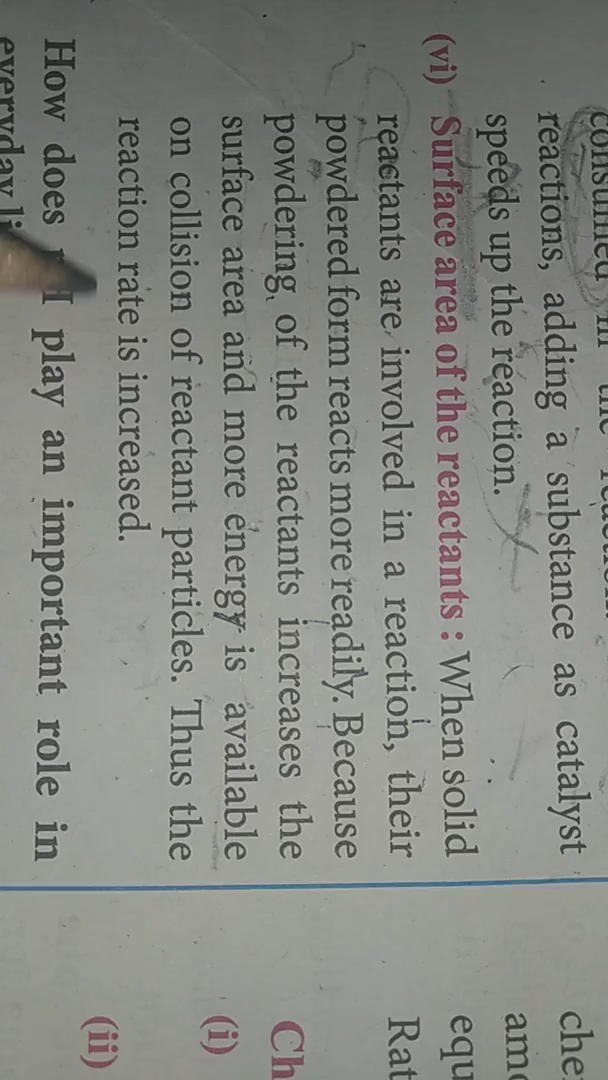 reactions, adding a substance as catalyst
speeds up the reaction.
(vi) Surface area of the reactants : When solid
reactants are involved in a reaction, their
powdered form reacts more readily. Because
powdering of the reactants increases the
surface area and more energy is available
on collision of reactant particles. Thus the
reaction rate is increased.
How does play an important role in
everyday
Ch
(i)
(ii)